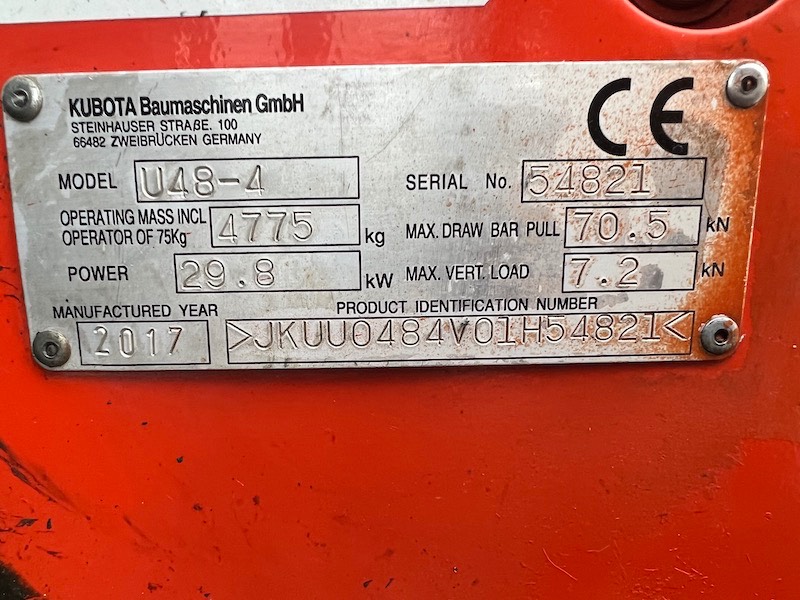 KUBOTA Baumaschinen GmbH
STEINHAUSER STRAßE. 100
66482 ZWEIBRÜCKEN GERMANY
CE
MODEL U48-4 SERIAL No. 54821
OPERATING MASS INCL
OPERATOR OF 75Kg 4775 kg MAX. DRAW BAR PULL 70.5 kN
POWER 29.8 kW MAX. VERT. LOAD 7.2 kN
MANUFACTURED YEAR PRODUCT IDENTIFICATION NUMBER
2017 >JKUU0484V01H54821<